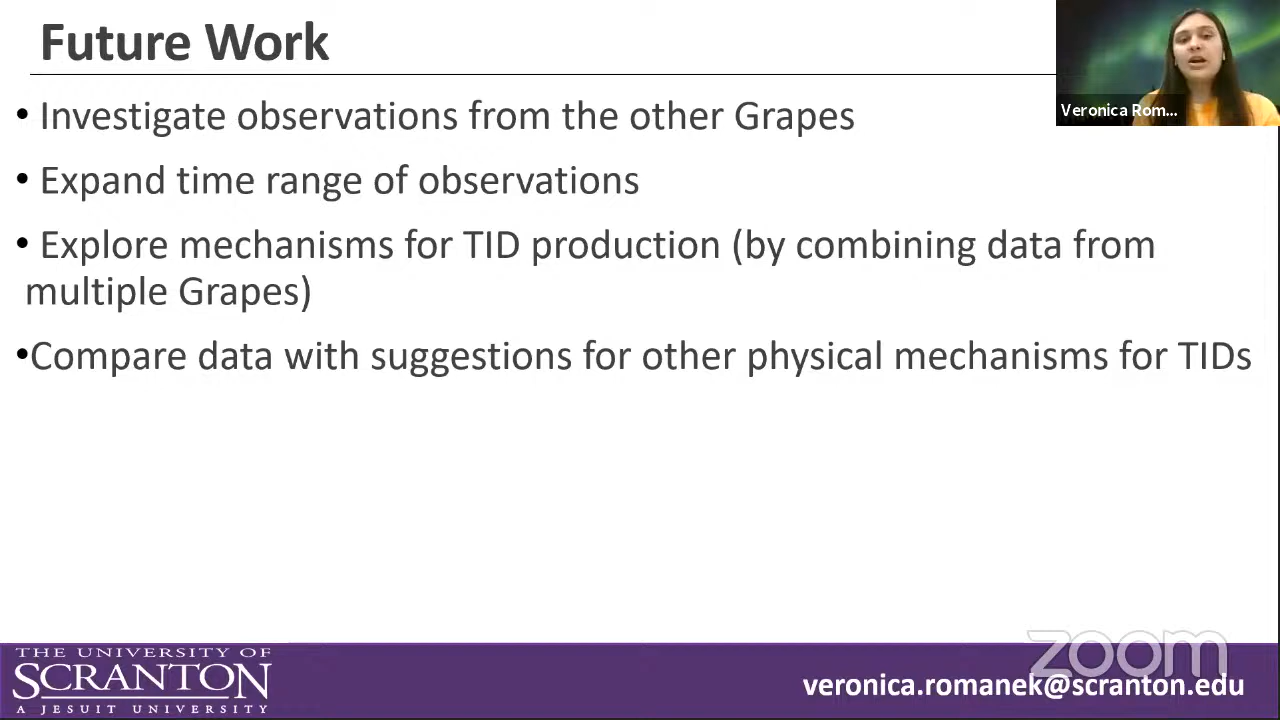 Future Work
Veronica Rom...
• Investigate observations from the other Grapes
• Expand time range of observations
• Explore mechanisms for TID production (by combining data from
multiple Grapes)
•Compare data with suggestions for other physical mechanisms for TIDs
THE UNIVERSITY OF
SCRANTON
A JESUIT UNIVERSITY
zoom
veronica.romanek@scranton.edu